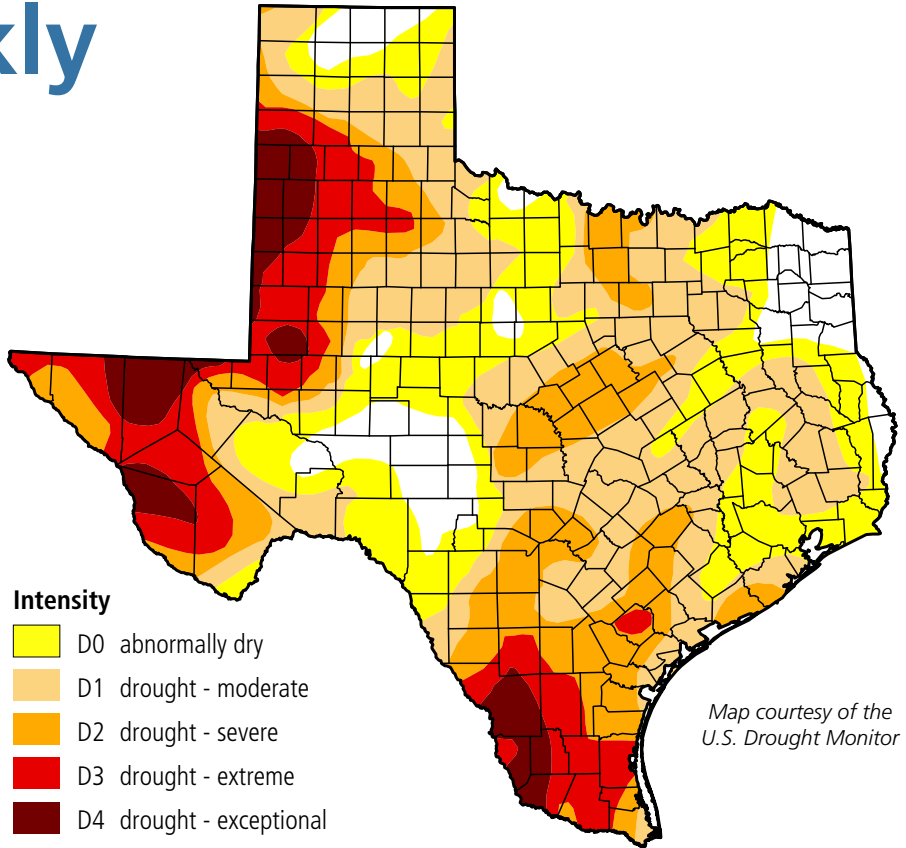 kly
Intensity
D0 abnormally dry
D1 drought - moderate
D2 drought - severe
D3 drought - extreme
D4 drought - exceptional
Map courtesy of the
U.S. Drought Monitor